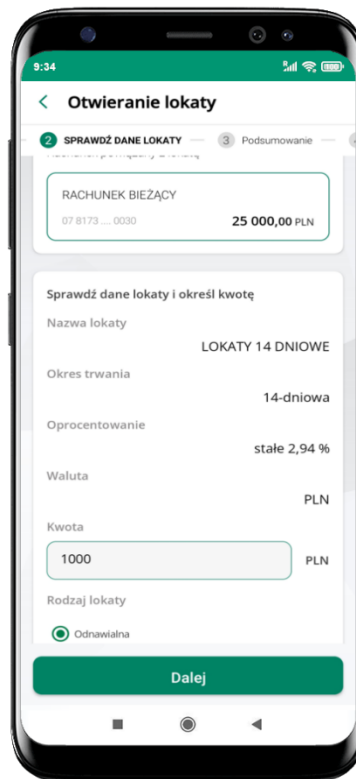 9:34
Otwieranie lokaty
2 SPRAWDŹ DANE LOKATY 3 Podsumowanie
RACHUNEK BIEŻĄCY
07 8173 .... 0030 25 000,00 PLN
Sprawdź dane lokaty i określ kwotę
Nazwa lokaty
LOKATY 14 DNIOWE
Okres trwania
14-dniowa
Oprocentowanie
stałe 2,94 %
Waluta
PLN
Kwota
1000 PLN
Rodzaj lokaty
Odnawialna
Dalej